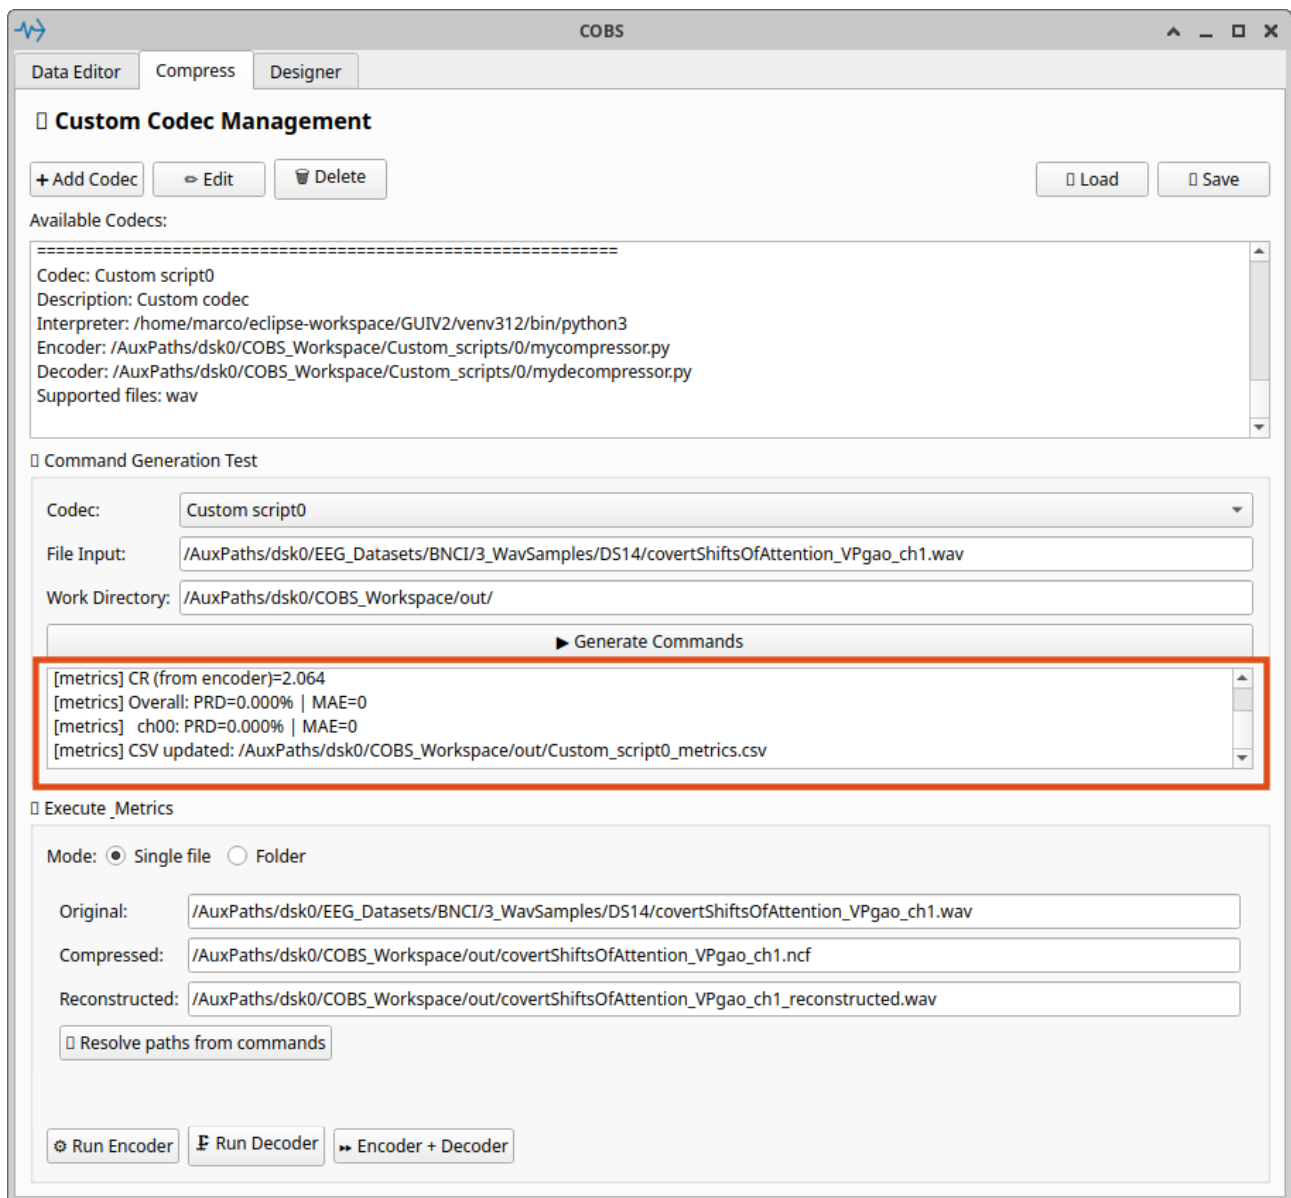 COBS
Data Editor Compress Designer
Custom Codec Management
+ Add Codec ✏ Edit 🗑 Delete Load Save
Available Codecs:
============================================================
Codec: Custom script0
Description: Custom codec
Interpreter: /home/marco/eclipse-workspace/GUIV2/venv312/bin/python3
Encoder: /AuxPaths/dsk0/COBS_Workspace/Custom_scripts/0/mycompressor.py
Decoder: /AuxPaths/dsk0/COBS_Workspace/Custom_scripts/0/mydecompressor.py
Supported files: wav
Command Generation Test
Codec: Custom script0
File Input: /AuxPaths/dsk0/EEG_Datasets/BNCI/3_WavSamples/DS14/covertShiftsOfAttention_VPgao_ch1.wav
Work Directory: /AuxPaths/dsk0/COBS_Workspace/out/
▶ Generate Commands
[metrics] CR (from encoder)=2.064
[metrics] Overall: PRD=0.000% | MAE=0
[metrics] ch00: PRD=0.000% | MAE=0
[metrics] CSV updated: /AuxPaths/dsk0/COBS_Workspace/out/Custom_script0_metrics.csv
Execute_Metrics
Mode: Single file Folder
Original: /AuxPaths/dsk0/EEG_Datasets/BNCI/3_WavSamples/DS14/covertShiftsOfAttention_VPgao_ch1.wav
Compressed: /AuxPaths/dsk0/COBS_Workspace/out/covertShiftsOfAttention_VPgao_ch1.ncf
Reconstructed: /AuxPaths/dsk0/COBS_Workspace/out/covertShiftsOfAttention_VPgao_ch1_reconstructed.wav
Resolve paths from commands
⚙ Run Encoder Run Decoder ⏩ Encoder + Decoder